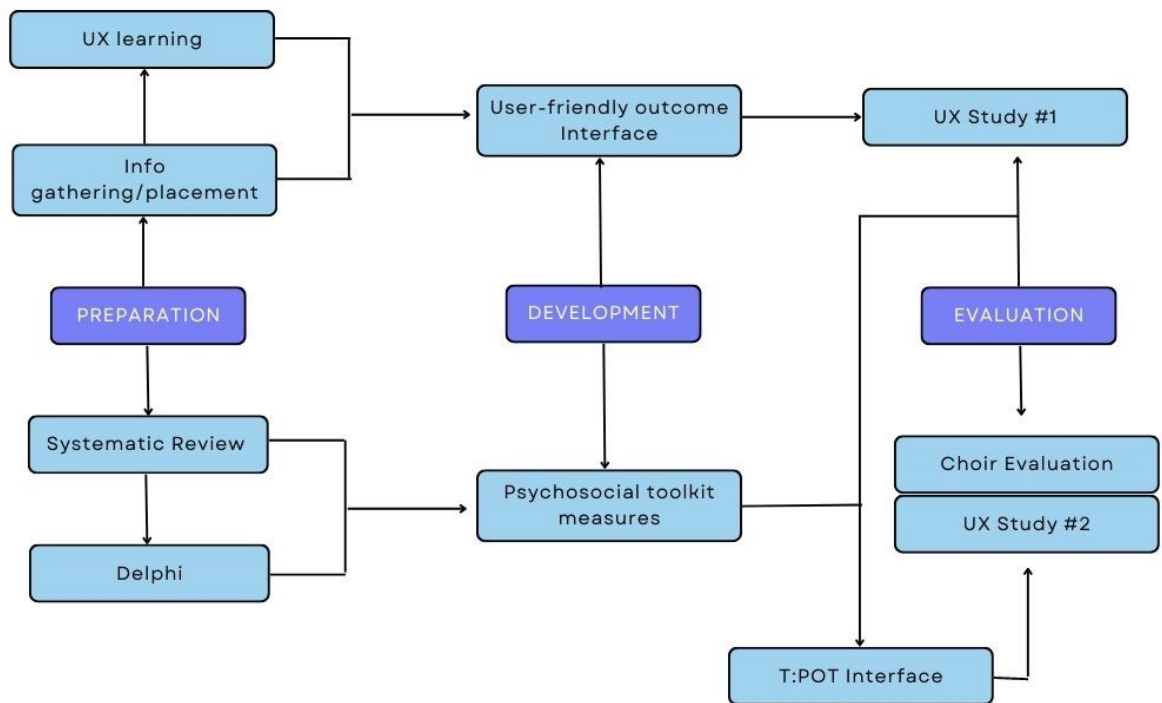 UX learning
Info
gathering/placement
PREPARATION
Systematic Review
Delphi
User-friendly outcome
Interface
DEVELOPMENT
Psychosocial toolkit
measures
UX Study #1
EVALUATION
Choir Evaluation
UX Study #2
T:POT Interface